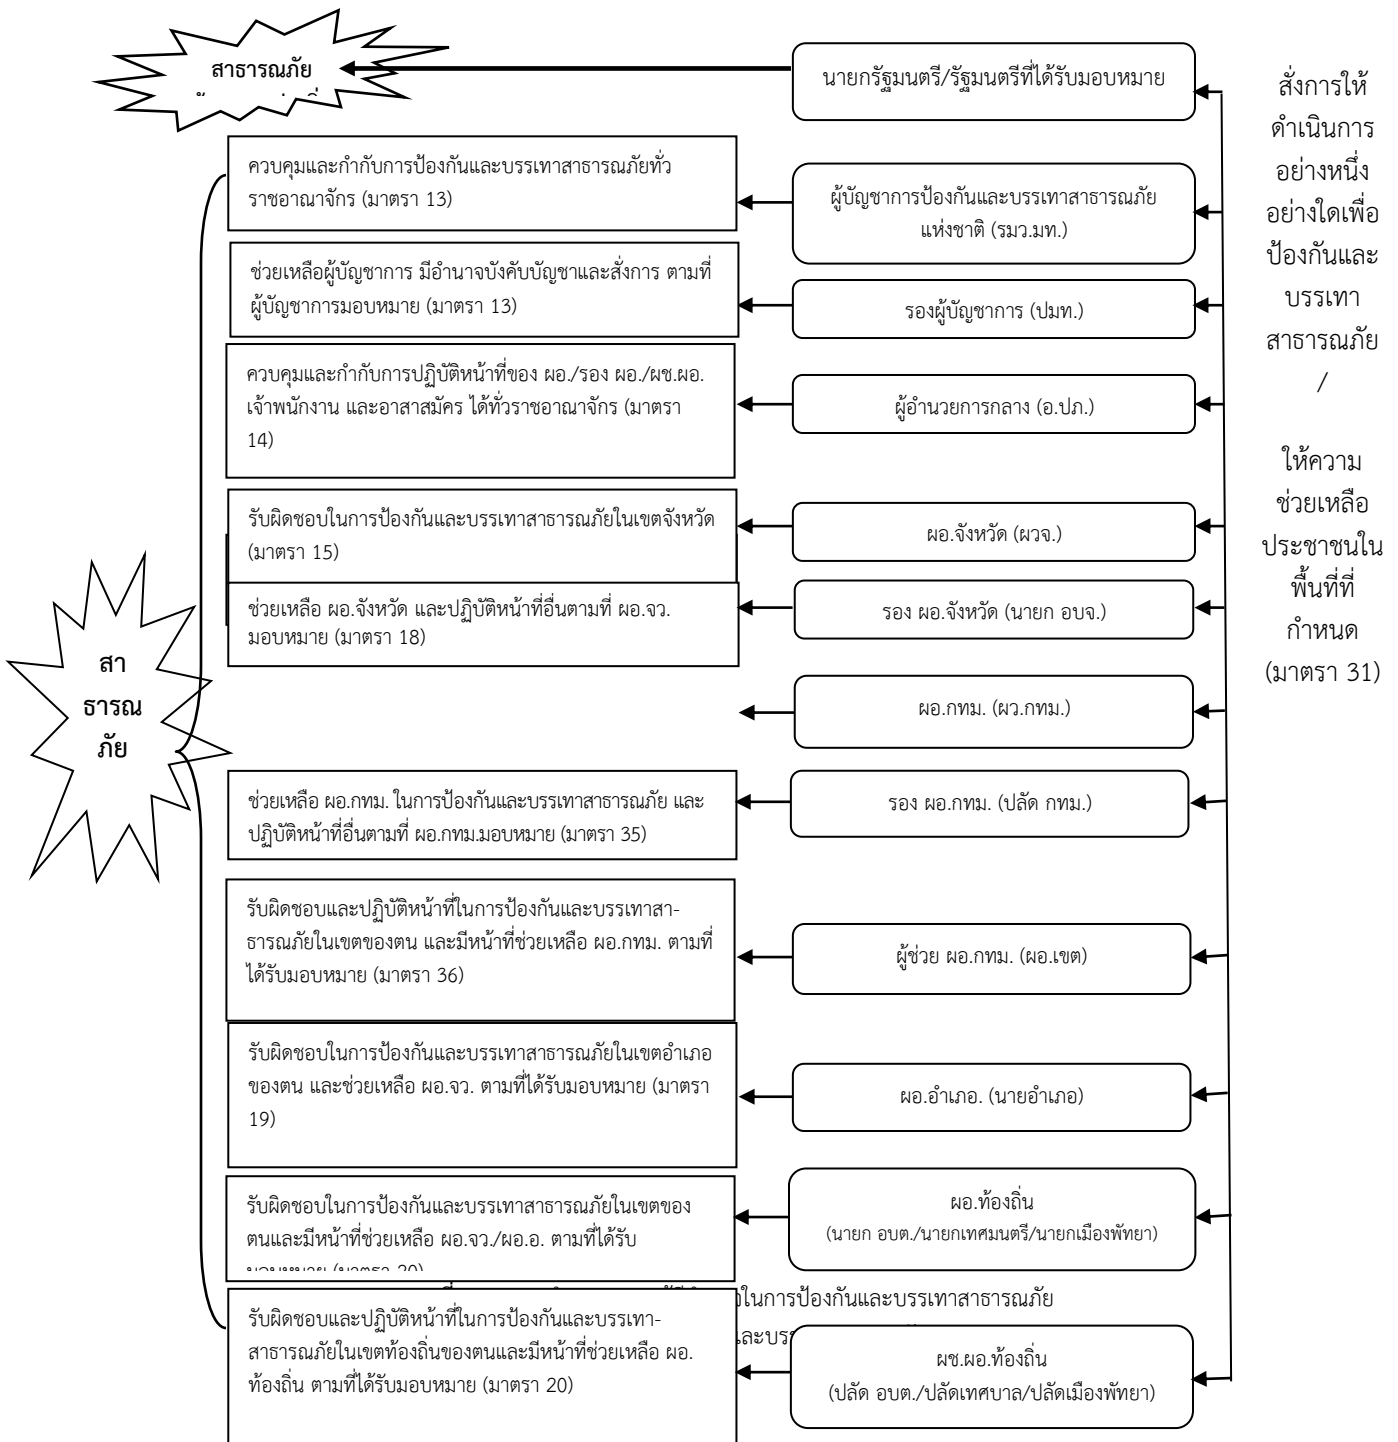 สาธารณภัย
นายกรัฐมนตรี/รัฐมนตรีที่ได้รับมอบหมาย
ควบคุมและกำกับการป้องกันและบรรเทาสาธารณภัยทั่ว
ราชอาณาจักร (มาตรา 13)
ผู้บัญชาการป้องกันและบรรเทาสาธารณภัย
แห่งชาติ (รมว.มท.)
ช่วยเหลือผู้บัญชาการ มีอำนาจบังคับบัญชาและสั่งการ ตามที่
ผู้บัญชาการมอบหมาย (มาตรา 13)
รองผู้บัญชาการ (ปมท.)
ควบคุมและกำกับการปฏิบัติหน้าที่ของ ผอ./รอง ผอ./ผช.ผอ.
เจ้าพนักงาน และอาสาสมัคร ได้ทั่วราชอาณาจักร (มาตรา
14)
ผู้อำนวยการกลาง (อ.ปภ.)
รับผิดชอบในการป้องกันและบรรเทาสาธารณภัยในเขตจังหวัด
(มาตรา 15)
ผอ.จังหวัด (ผวจ.)
ช่วยเหลือ ผอ.จังหวัด และปฏิบัติหน้าที่อื่นตามที่ ผอ.จว.
มอบหมาย (มาตรา 18)
รอง ผอ.จังหวัด (นายก อบจ.)
ผอ.กทม. (ผว.กทม.)
ช่วยเหลือ ผอ.กทม. ในการป้องกันและบรรเทาสาธารณภัย และ
ปฏิบัติหน้าที่อื่นตามที่ ผอ.กทม.มอบหมาย (มาตรา 35)
รอง ผอ.กทม. (ปลัด กทม.)
รับผิดชอบและปฏิบัติหน้าที่ในการป้องกันและบรรเทาสา-
ธารณภัยในเขตของตน และมีหน้าที่ช่วยเหลือ ผอ.กทม. ตามที่
ได้รับมอบหมาย (มาตรา 36)
ผู้ช่วย ผอ.กทม. (ผอ.เขต)
รับผิดชอบในการป้องกันและบรรเทาสาธารณภัยในเขตอำเภอ
ของตน และช่วยเหลือ ผอ.จว. ตามที่ได้รับมอบหมาย (มาตรา
19)
ผอ.อำเภอ. (นายอำเภอ)
รับผิดชอบในการป้องกันและบรรเทาสาธารณภัยในเขตของ
ตนและมีหน้าที่ช่วยเหลือ ผอ.จว./ผอ.อ. ตามที่ได้รับ
ผอ.ท้องถิ่น
(นายก อบต./นายกเทศมนตรี/นายกเมืองพัทยา)
ในการป้องกันและบรรเทาสาธารณภัย
รับผิดชอบและปฏิบัติหน้าที่ในการป้องกันและบรรเทา-
สาธารณภัยในเขตท้องถิ่นของตนและมีหน้าที่ช่วยเหลือ ผอ.
ท้องถิ่น ตามที่ได้รับมอบหมาย (มาตรา 20)
ผช.ผอ.ท้องถิ่น
(ปลัด อบต./ปลัดเทศบาล/ปลัดเมืองพัทยา)
สา
ธารณ
ภัย
สั่งการให้
ดำเนินการ
อย่างหนึ่ง
อย่างใดเพื่อ
ป้องกันและ
บรรเทา
สาธารณภัย
/
ให้ความ
ช่วยเหลือ
ประชาชนใน
พื้นที่ที่
กำหนด
(มาตรา 31)